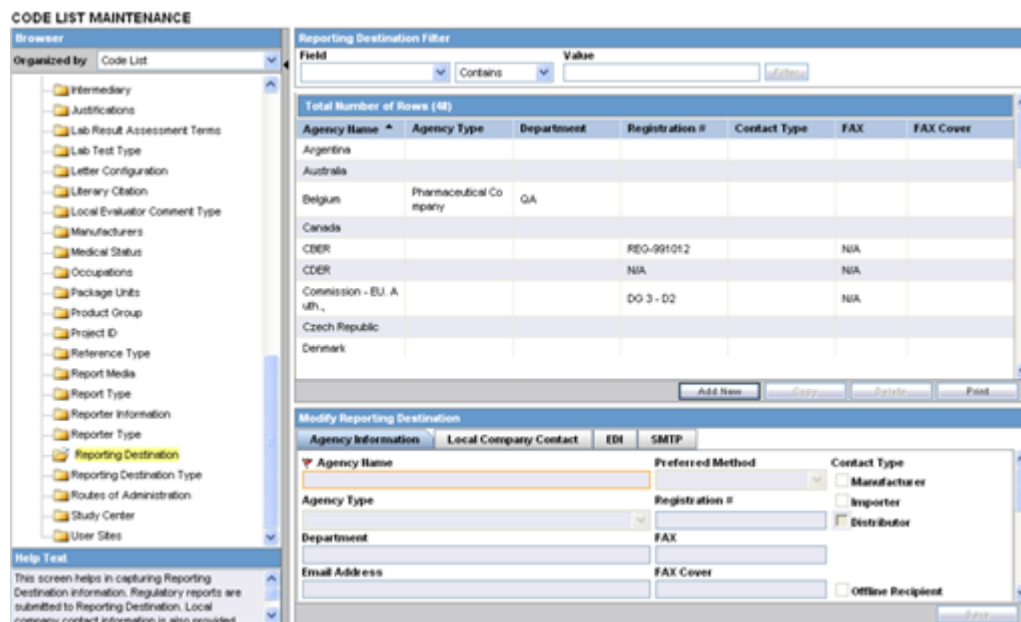 CODE LIST MAINTENANCE
Browser
Organized by Code List
Intermediary
Justifications
Lab Result Assessment Terms
Lab Test Type
Letter Configuration
Literary Citation
Local Evaluator Comment Type
Manufacturers
Medical Status
Occupations
Package Units
Product Group
Project ID
Reference Type
Report Media
Report Type
Reporter Information
Reporter Type
Reporting Destination
Reporting Destination Type
Routes of Administration
Study Center
User Sites
Help Text
This screen helps in capturing Reporting
Destination information. Regulatory reports are
submitted to Reporting Destination. Local
company contact information is also provided
Reporting Destination Filter
Field Value
Contains Filter
Total Number of Rows (48)
Agency Name Agency Type Department Registration # Contact Type FAX FAX Cover
Argentina
Australia
Belgium Pharmaceutical Co
mpany QA
Canada
CBER REG-991012 N/A
CDER N/A N/A
Commission - EU. A
uth., DG 3 - D2 N/A
Czech Republic
Denmark
Add New Copy Delete Print
Modify Reporting Destination
Agency Information Local Company Contact EDI SMTP
Agency Name Preferred Method Contact Type
Manufacturer
Agency Type Registration # Importer
Distributor
Department FAX
Email Address FAX Cover
Offline Recipient
Save